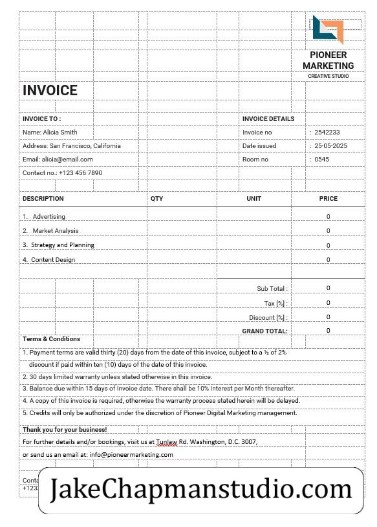 PIONEER
MARKETING
CREATIVE STUDIO
INVOICE
INVOICE TO :
INVOICE DETAILS
Name: Alicia Smith
Invoice no : 2542233
Address: San Francisco, California
Date issued : 25-05-2025
Email: alicia@email.com
Room no : 0545
Contact no.: +123 456 7890
DESCRIPTION QTY UNIT PRICE
1. Advertising 0
2. Market Analysis 0
3. Strategy and Planning 0
4. Content Design 0
Sub Total : 0
Tax [%] : 0
Discount [%] : 0
GRAND TOTAL: 0
Terms & Conditions
1. Payment terms are valid thirty (20) days from the date of this invoice, subject to a % of 2%
discount if paid within ten (10) days of the date of this invoice.
2. 30 days limited warranty unless stated otherwise in this invoice.
3. Balance due within 15 days of invoice date. There shall be 10% interest per Month thereafter.
4. A copy of this invoice is required, otherwise the warranty process stated herein will be delayed.
5. Credits will only be authorized under the discretion of Pioneer Digital Marketing management.
Thank you for your business!
For further details and/or bookings, visit us at Tunlaw Rd. Washington, D.C. 3007,
or send us an email at: info@pioneermarketing.com
JakeChapmanstudio.com